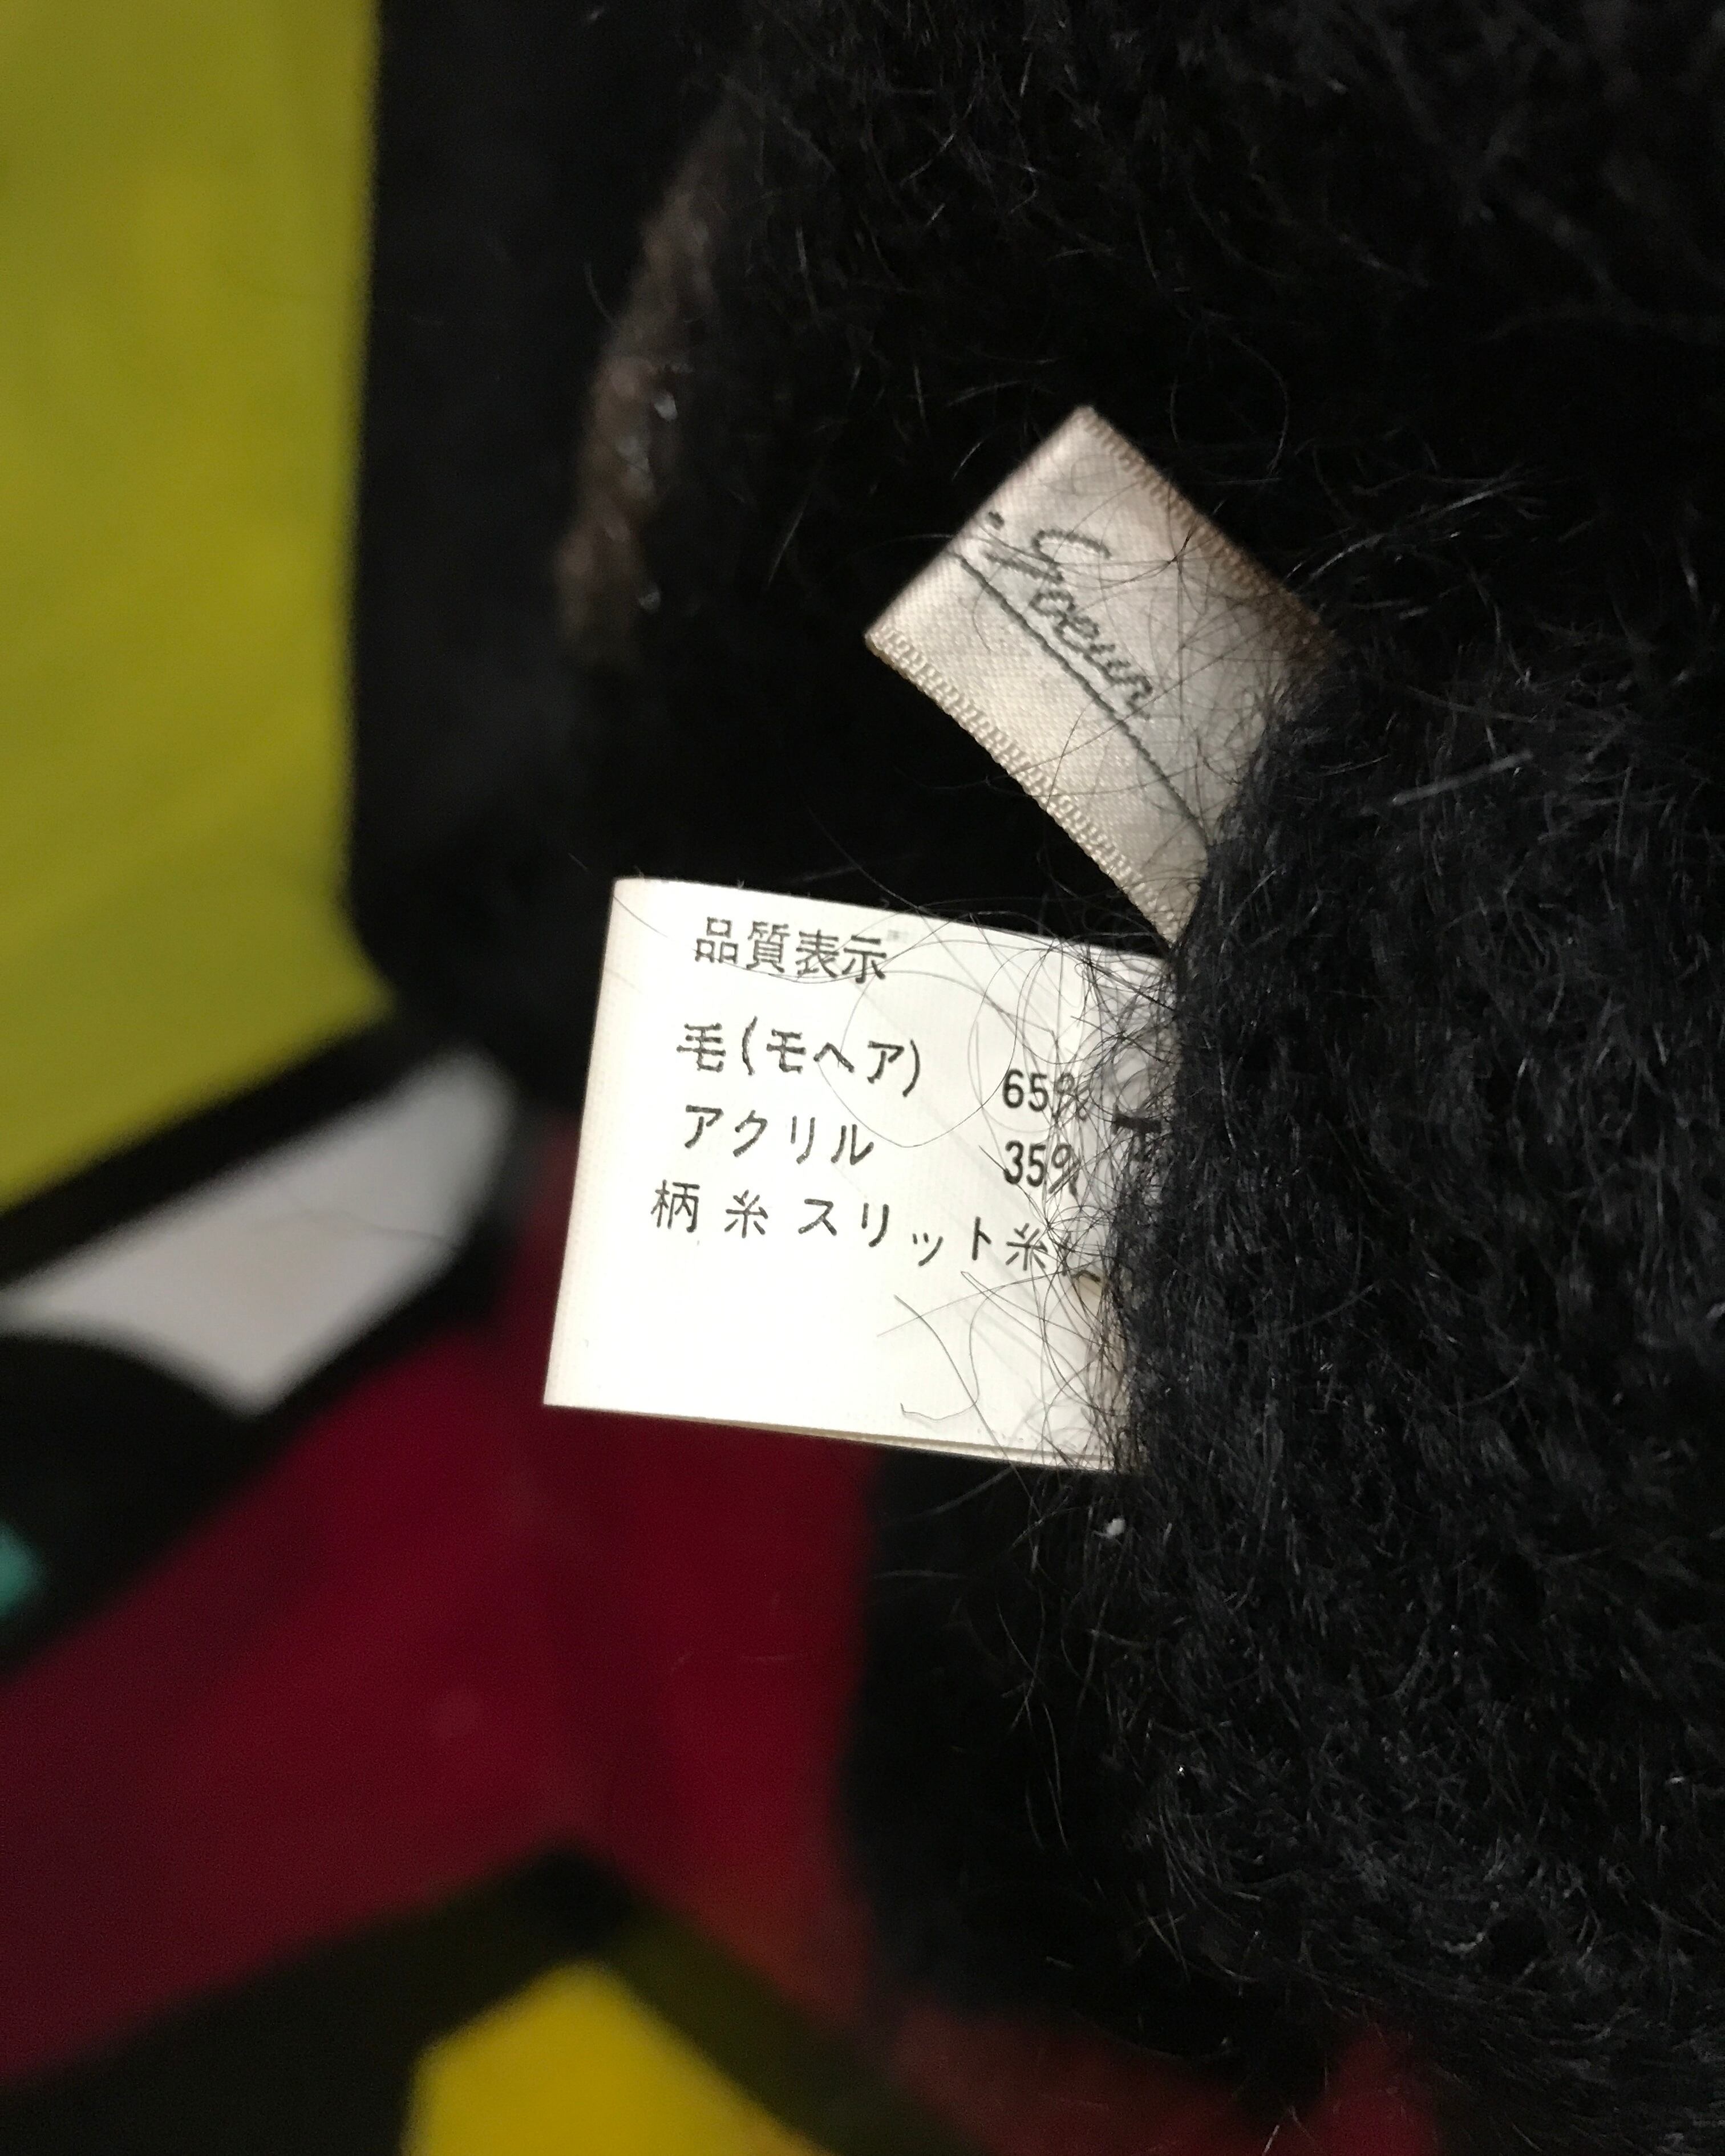 品質表示
毛(モヘア) 65%
アクリル 35%
柄糸 スリット糸